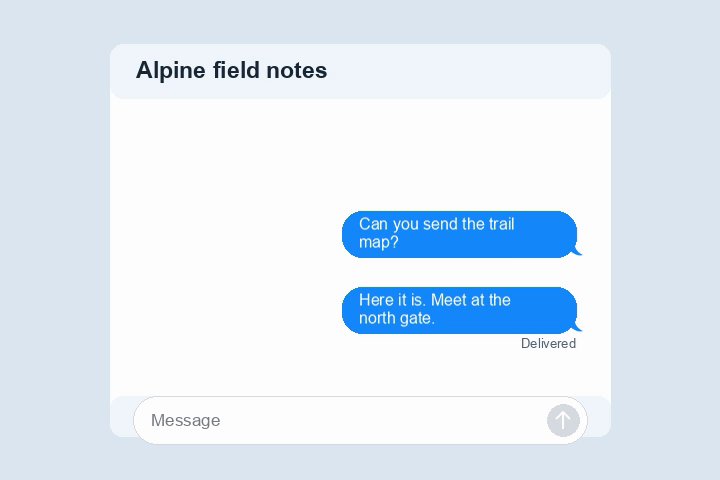 Alpine field notes
Can you send the trail
map?
Here it is. Meet at the
north gate.
Delivered
Message